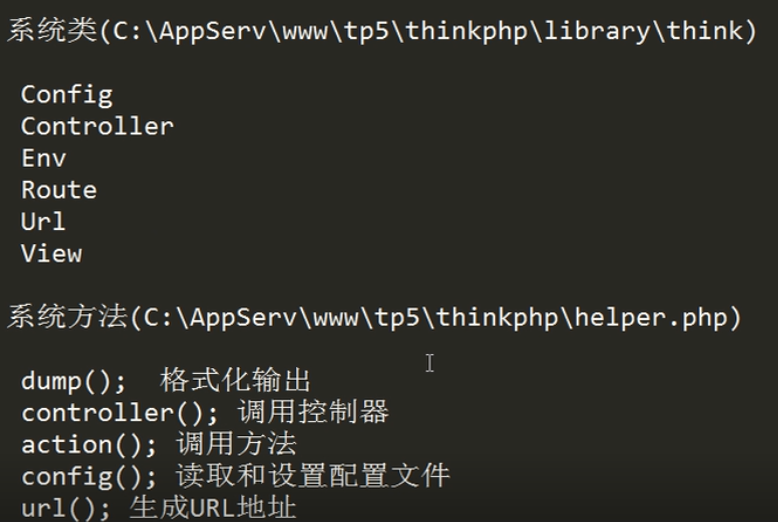 系统类(C:\AppServ\www\tp5\thinkphp\library\think)
Config
Controller
Env
Route
Url
View
系统方法(C:\AppServ\www\tp5\thinkphp\helper.php)
dump();  格式化输出
controller(); 调用控制器
action(); 调用方法
config(); 读取和设置配置文件
url(); 生成URL地址